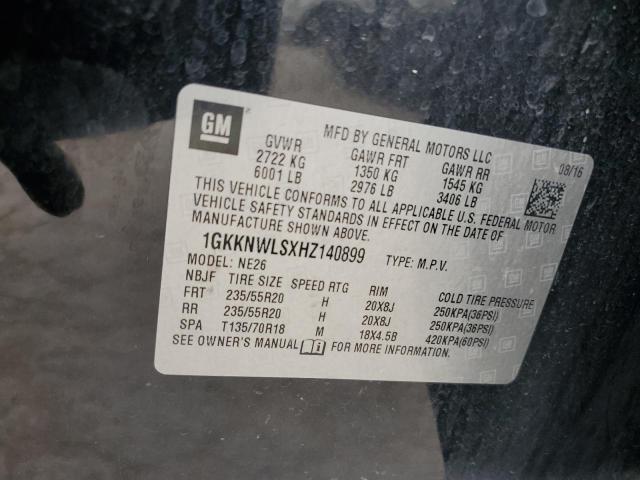 GM
MFD BY GENERAL MOTORS LLC
08/16
GVWR GAWR FRT GAWR RR
2722 KG 1350 KG 1545 KG
6001 LB 2976 LB 3406 LB
THIS VEHICLE CONFORMS TO ALL APPLICABLE U.S. FEDERAL MOTOR
VEHICLE SAFETY STANDARDS IN EFFECT ON THE DATE OF
MANUFACTURE SHOWN ABOVE.
1GKKNWLSXHZ140899 TYPE: M.P.V.
MODEL: NE26
NBJF TIRE SIZE SPEED RTG RIM COLD TIRE PRESSURE
FRT 235/55R20 H 20X8J 250KPA(36PSI)
RR 235/55R20 H 20X8J 250KPA(36PSI)
SPA T135/70R18 M 18X4.5B 420KPA(60PSI)
SEE OWNER'S MANUAL FOR MORE INFORMATION.